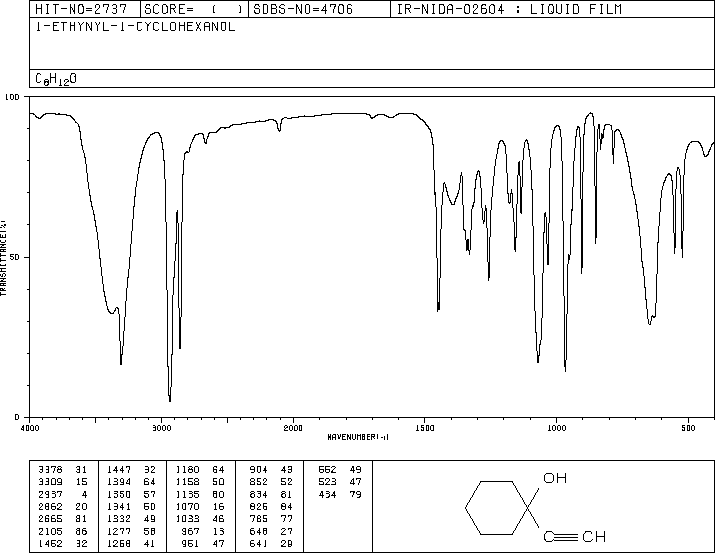 HIT-NO=2737 SCORE= ( ) SDBS-NO=4706 IR-NIDA-02604 : LIQUID FILM
1-ETHYNYL-1-CYCLOHEXANOL
C8H12O
100
50
0
TRANSMITTANCE(%)
4000 3000 2000 1500 1000 500
WAVENUMBER(-1)
3378 31 1447 32 1180 64 904 43 552 49
3309 15 1394 64 1158 50 852 52 523 47
2937 4 1350 57 1135 60 834 81 434 79
2862 20 1341 50 1070 16 826 84
2665 81 1332 49 1033 46 785 77
2105 86 1277 58 967 13 648 27
1452 32 1258 41 951 47 641 29
OH
C CH